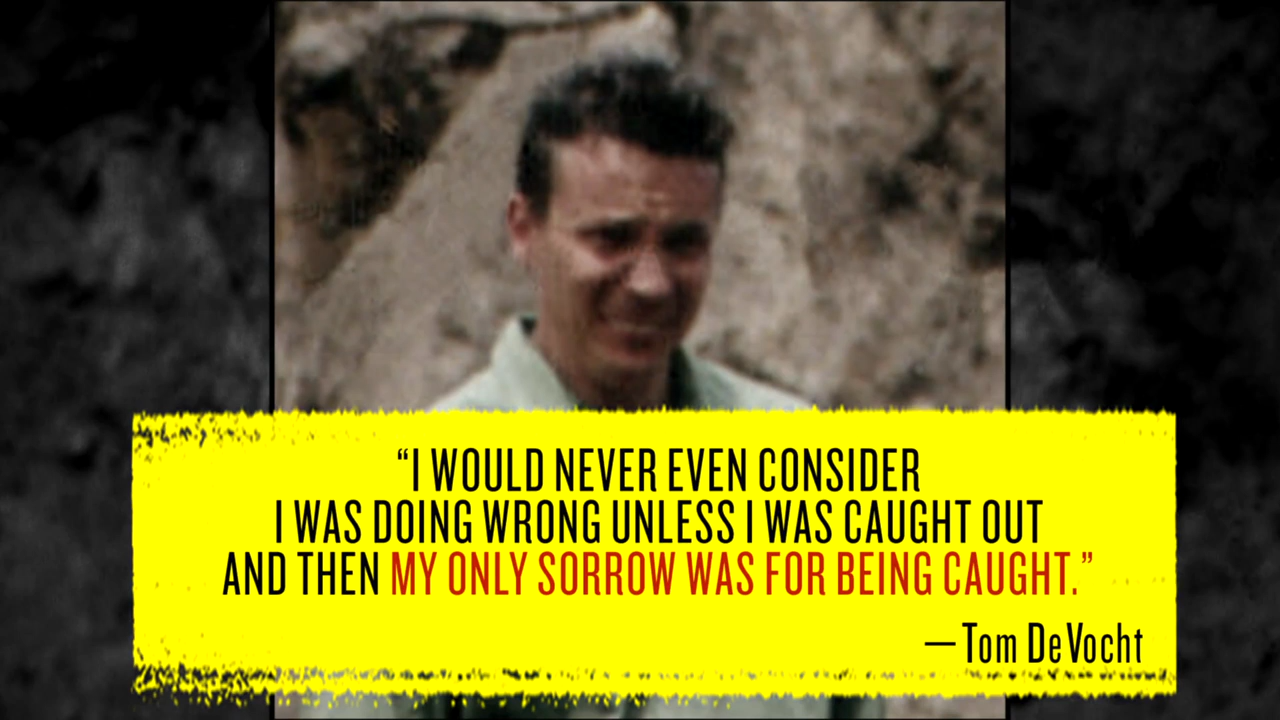 “I WOULD NEVER EVEN CONSIDER
I WAS DOING WRONG UNLESS I WAS CAUGHT OUT
AND THEN MY ONLY SORROW WAS FOR BEING CAUGHT.”
—Tom DeVocht